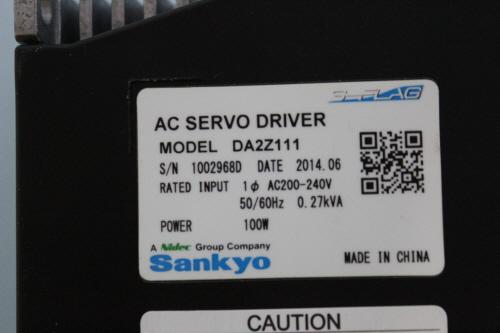 S-FLAG
AC SERVO DRIVER
MODEL DA2Z111
S/N 1002968D DATE 2014.06
RATED INPUT 1ϕ AC200-240V
50/60Hz 0.27kVA
POWER 100W
A Nidec Group Company
Sankyo MADE IN CHINA
CAUTION